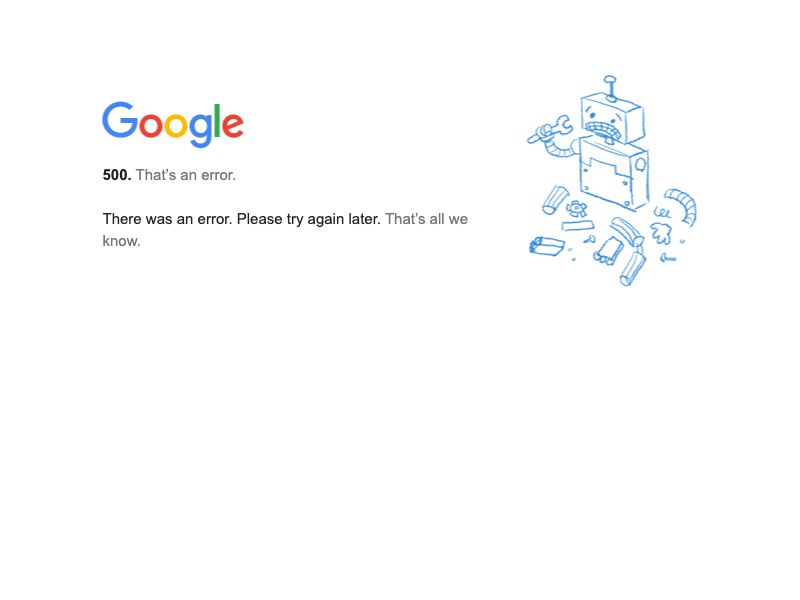 Google
500. That’s an error.
There was an error. Please try again later. That’s all we
know.